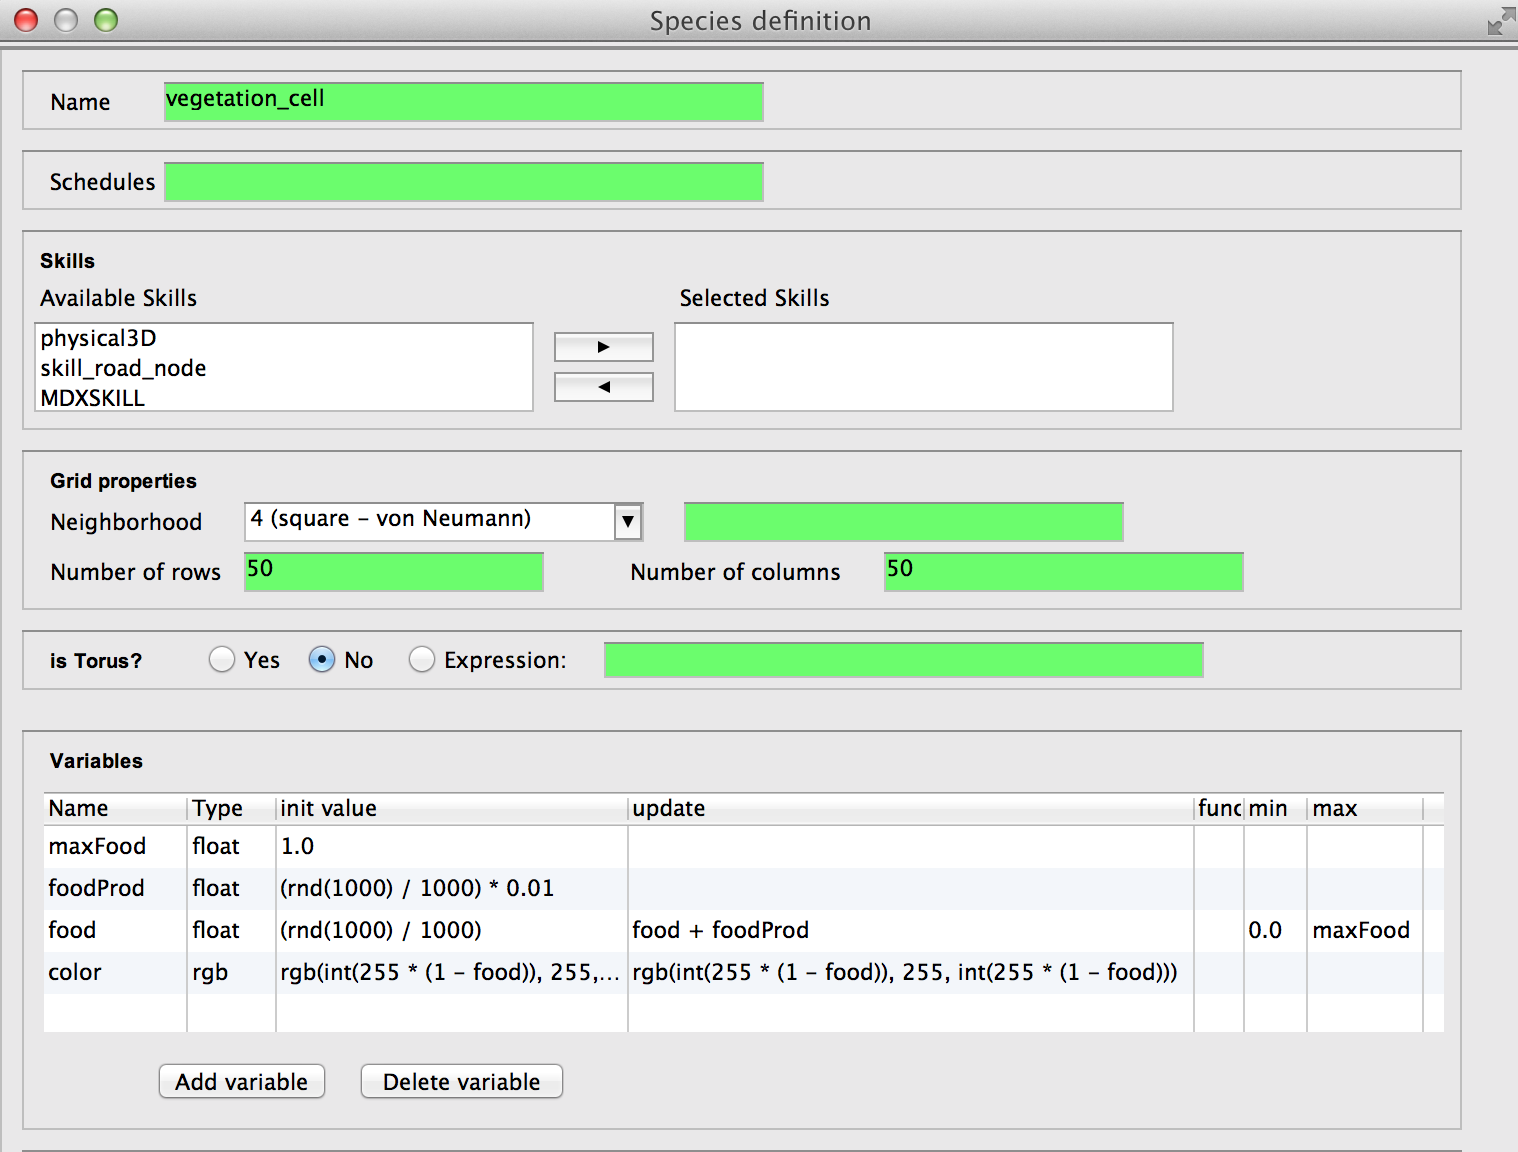 Species definition
Name vegetation_cell
Schedules
Skills
Available Skills Selected Skills
physical3D
skill_road_node
MDXSKILL
Grid properties
Neighborhood 4 (square – von Neumann)
Number of rows 50 Number of columns 50
is Torus? Yes No Expression:
Variables
Name Type init value update func min max
maxFood float 1.0
foodProd float (rnd(1000) / 1000) * 0.01
food float (rnd(1000) / 1000) food + foodProd 0.0 maxFood
color rgb rgb(int(255 * (1 – food)), 255,... rgb(int(255 * (1 – food)), 255, int(255 * (1 – food)))
Add variable Delete variable